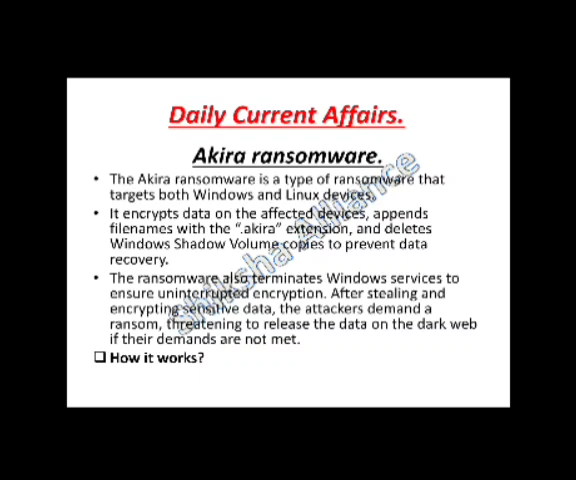 Daily Current Affairs.
Akira ransomware.
• The Akira ransomware is a type of ransomware that
targets both Windows and Linux devices.
• It encrypts data on the affected devices, appends
filenames with the “.akira” extension, and deletes
Windows Shadow Volume copies to prevent data
recovery.
• The ransomware also terminates Windows services to
ensure uninterrupted encryption. After stealing and
encrypting sensitive data, the attackers demand a
ransom, threatening to release the data on the dark web
if their demands are not met.
❑ How it works?
Shiksha Alliance